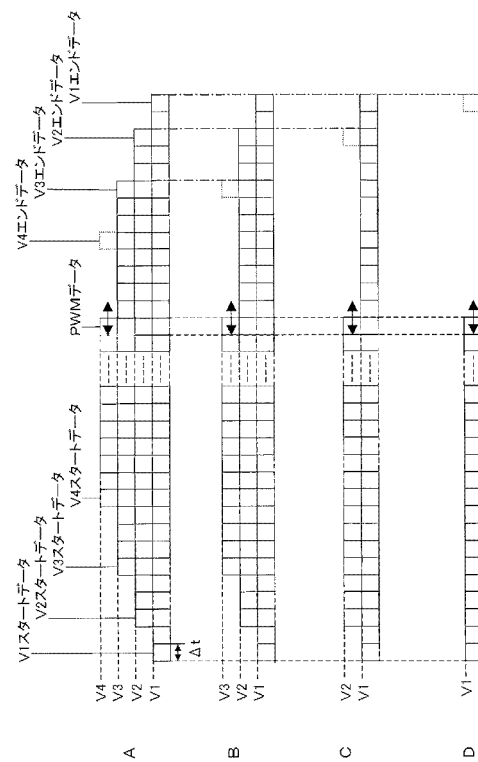 V1スタートデータ
V2スタートデータ
V3スタートデータ
V4スタートデータ
PWMデータ
V4エンドデータ
V3エンドデータ
V2エンドデータ
V1エンドデータ
V4
V3
V2
V1
Δt
A
V3
V2
V1
B
V2
V1
C
V1
D